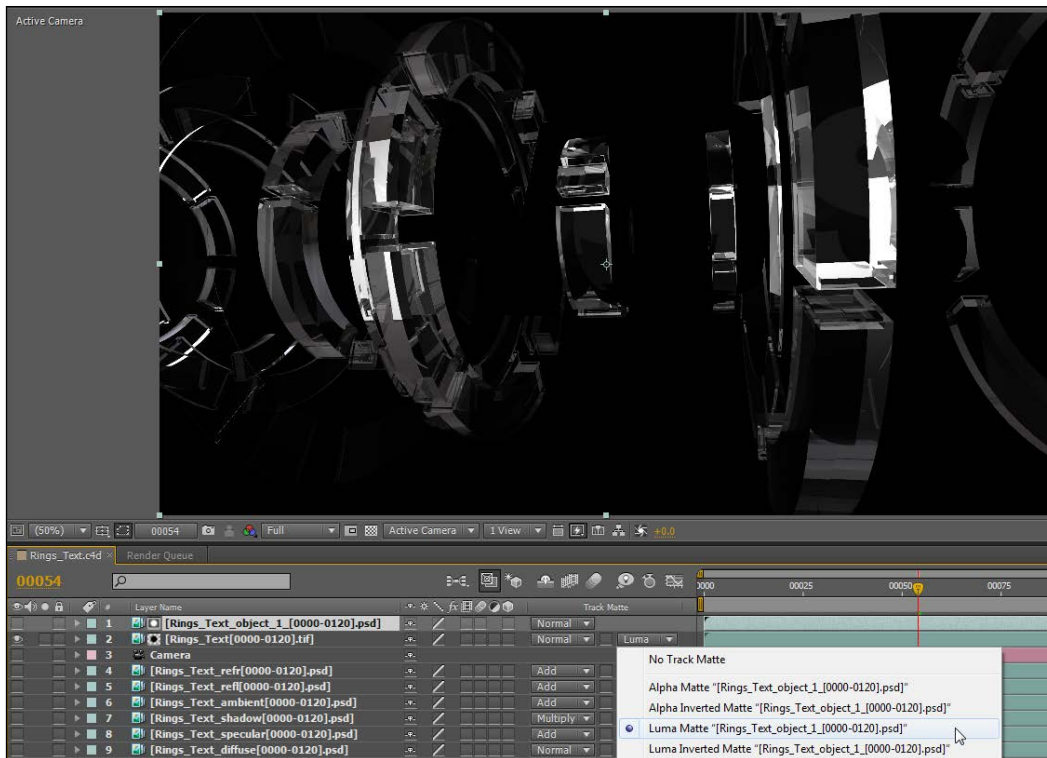 Active Camera
(50%) 00054 Full Active Camera 1 View +0.0
Rings_Text.c4d × Render Queue
00054 00025 00050 00075
# Layer Name Track Matte
1 [Rings_Text_object_1_[0000-0120].psd] Normal
2 [Rings_Text[0000-0120].tif] Normal Luma
3 Camera
4 [Rings_Text_refr[0000-0120].psd] Add
5 [Rings_Text_refl[0000-0120].psd] Add
6 [Rings_Text_ambient[0000-0120].psd] Add
7 [Rings_Text_shadow[0000-0120].psd] Multiply
8 [Rings_Text_specular[0000-0120].psd] Add
9 [Rings_Text_diffuse[0000-0120].psd] Normal
No Track Matte
Alpha Matte "[Rings_Text_object_1_[0000-0120].psd]"
Alpha Inverted Matte "[Rings_Text_object_1_[0000-0120].psd]"
Luma Matte "[Rings_Text_object_1_[0000-0120].psd]"
Luma Inverted Matte "[Rings_Text_object_1_[0000-0120].psd]"